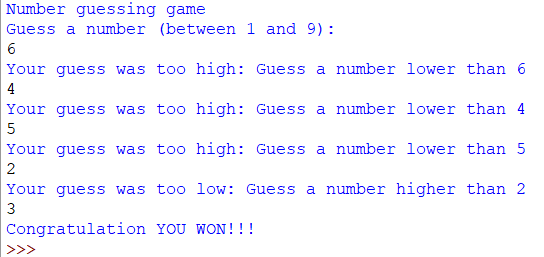 Number guessing game
Guess a number (between 1 and 9):
6
Your guess was too high: Guess a number lower than 6
4
Your guess was too high: Guess a number lower than 4
5
Your guess was too high: Guess a number lower than 5
2
Your guess was too low: Guess a number higher than 2
3
Congratulation YOU WON!!!
>>>